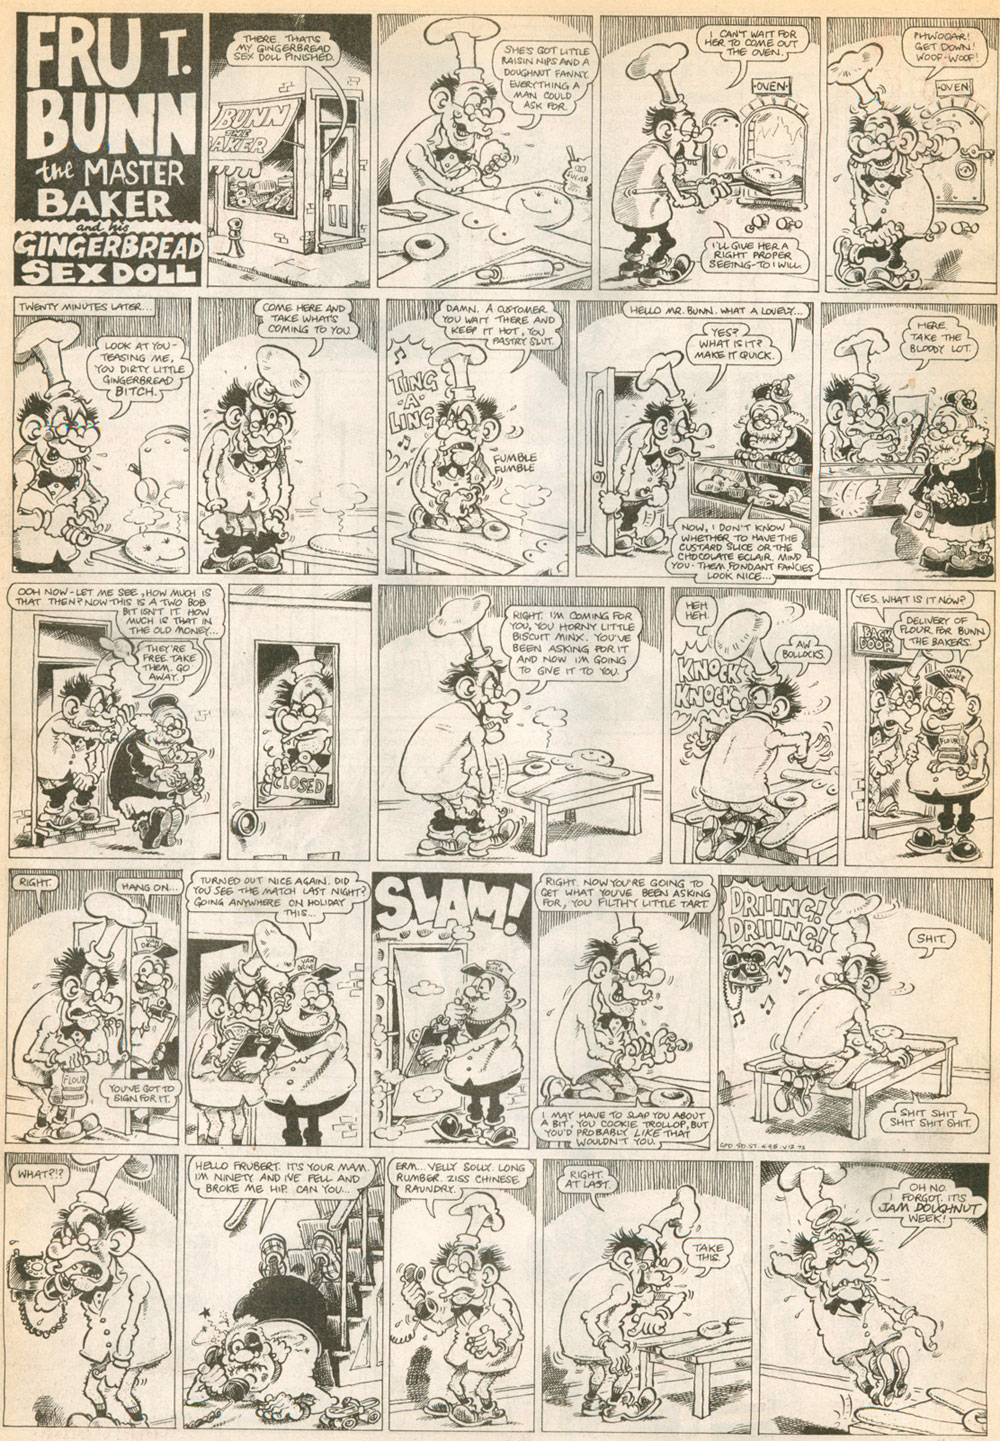 FRU T.
BUNN
the MASTER
BAKER
and his
GINGERBREAD
SEX DOLL
THERE. THAT'S
MY GINGERBREAD
SEX DOLL FINISHED.
BUNN
THE
BAKER
SHE'S GOT LITTLE
RAISIN NIPS AND A
DOUGHNUT FANNY.
EVERYTHING A
MAN COULD
ASK FOR.
SUGAR
I CAN'T WAIT FOR
HER TO COME OUT
THE OVEN.
OVEN
I'LL GIVE HER A
RIGHT PROPER
SEEING-TO I WILL.
PHWOOAR!
GET DOWN!
WOOF-WOOF!
OVEN
TWENTY MINUTES LATER...
LOOK AT YOU-
TEASING ME,
YOU DIRTY LITTLE
GINGERBREAD
BITCH.
COME HERE AND
TAKE WHAT'S
COMING TO YOU.
DAMN. A CUSTOMER.
YOU WAIT THERE AND
KEEP IT HOT, YOU
PASTRY SLUT.
TING
·A·
LING
FUMBLE
FUMBLE
HELLO MR. BUNN. WHAT A LOVELY...
YES?
WHAT IS IT?
MAKE IT QUICK.
NOW, I DON'T KNOW
WHETHER TO HAVE THE
CUSTARD SLICE OR THE
CHOCOLATE ECLAIR. MIND
YOU-THEM FONDANT FANCIES
LOOK NICE...
HERE.
TAKE THE
BLOODY LOT.
OOH NOW-LET ME SEE, HOW MUCH IS
THAT THEN? NOW THIS IS A TWO BOB
BIT ISN'T IT. HOW
MUCH IS THAT IN
THE OLD MONEY...
THEY'RE
FREE. TAKE
THEM. GO
AWAY.
CLOSED
RIGHT. I'M COMING FOR
YOU, YOU HORNY LITTLE
BISCUIT MINX. YOU'VE
BEEN ASKING FOR IT
AND NOW I'M GOING
TO GIVE IT TO YOU.
HEH
HEH.
KNOCK
KNOCK
AW
BOLLOCKS.
YES. WHAT IS IT NOW?
BACK
DOOR
DELIVERY OF
FLOUR FOR BUNN
THE BAKERS.
VAN
DRIVER
FLOUR
RIGHT.
HANG ON...
FLOUR
YOU'VE GOT TO
SIGN FOR IT.
TURNED OUT NICE AGAIN. DID
YOU SEE THE MATCH LAST NIGHT?
GOING ANYWHERE ON HOLIDAY
THIS...
VAN
DRIVER
SLAM!
RIGHT. NOW YOU'RE GOING TO
GET WHAT YOU'VE BEEN ASKING
FOR, YOU FILTHY LITTLE TART.
I MAY HAVE TO SLAP YOU ABOUT
A BIT, YOU COOKIE TROLLOP, BUT
YOU'D PROBABLY LIKE THAT
WOULDN'T YOU.
DRIIING!
DRIIING!
SHIT.
SHIT SHIT
SHIT SHIT SHIT.
WHAT?!?
HELLO FRUBERT. IT'S YOUR MAM.
I'M NINETY AND I'VE FELL AND
BROKE ME HIP. CAN YOU...
ERM... VELLY SOLLY. LONG
RUMBER. ZISS CHINESE
RAUNDRY.
RIGHT.
AT LAST.
TAKE
THIS.
OH NO.
I FORGOT. IT'S
JAM DOUGHNUT
WEEK!